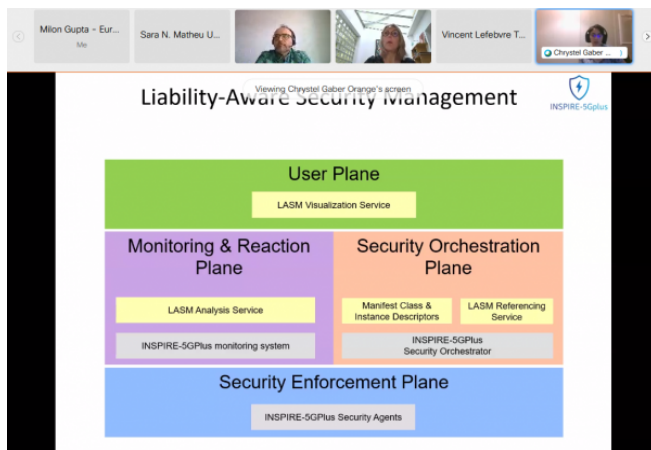 Milon Gupta - Eur...
Me
Sara N. Matheu U...
Vincent Lefebvre T...
Chrystel Gaber ...
Viewing Chrystel Gaber Orange's screen
Liability-Aware Security Management
INSPIRE-5Gplus
User Plane
LASM Visualization Service
Monitoring & Reaction
Plane
LASM Analysis Service
INSPIRE-5GPlus monitoring system
Security Orchestration
Plane
Manifest Class &
Instance Descriptors
LASM Referencing
Service
INSPIRE-5GPlus
Security Orchestrator
Security Enforcement Plane
INSPIRE-5GPlus Security Agents